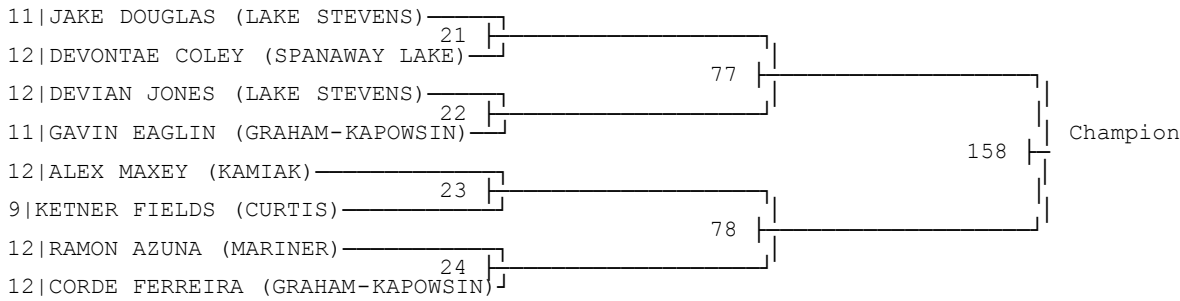 11|JAKE DOUGLAS (LAKE STEVENS)
21
12|DEVONTAE COLEY (SPANAWAY LAKE)
77
12|DEVIAN JONES (LAKE STEVENS)
22
11|GAVIN EAGLIN (GRAHAM-KAPOWSIN)
158 Champion
12|ALEX MAXEY (KAMIAK)
23
9|KETNER FIELDS (CURTIS)
78
12|RAMON AZUNA (MARINER)
24
12|CORDE FERREIRA (GRAHAM-KAPOWSIN)